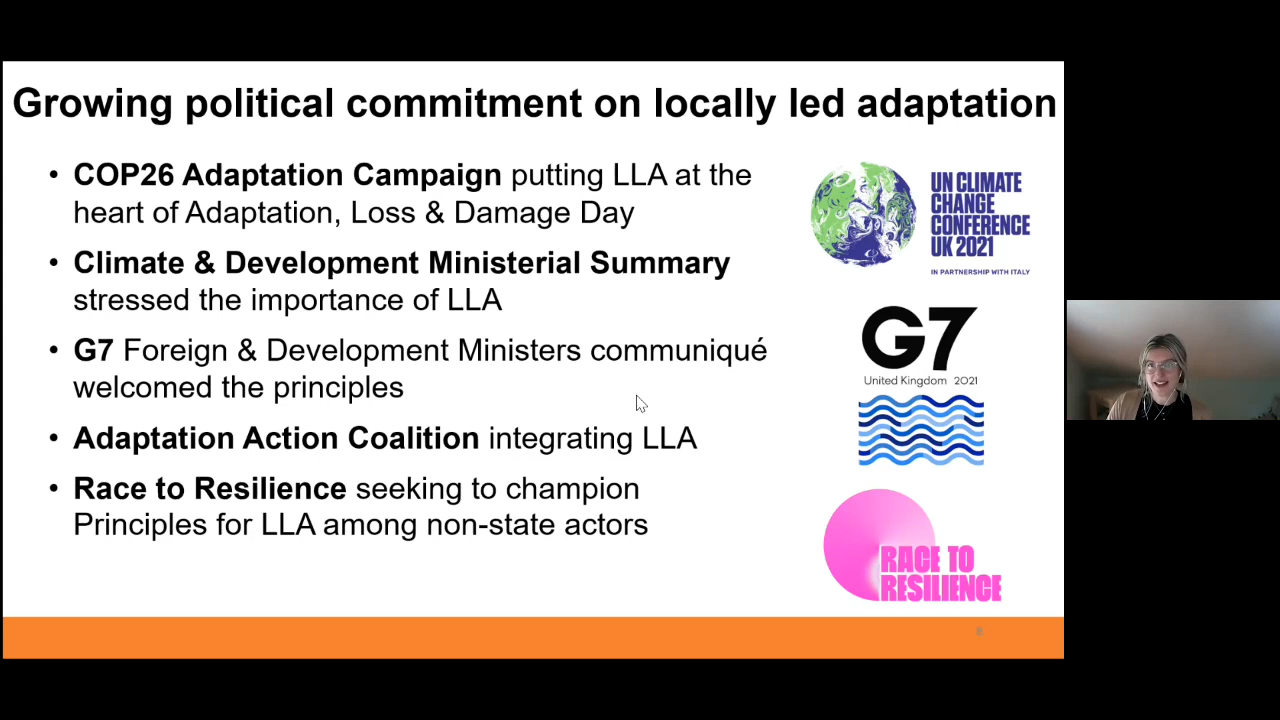 Growing political commitment on locally led adaptation
• COP26 Adaptation Campaign putting LLA at the
heart of Adaptation, Loss & Damage Day
• Climate & Development Ministerial Summary
stressed the importance of LLA
• G7 Foreign & Development Ministers communiqué
welcomed the principles
• Adaptation Action Coalition integrating LLA
• Race to Resilience seeking to champion
Principles for LLA among non-state actors
UN CLIMATE
CHANGE
CONFERENCE
UK 2021
IN PARTNERSHIP WITH ITALY
G7
United Kingdom 2021
RACE TO
RESILIENCE